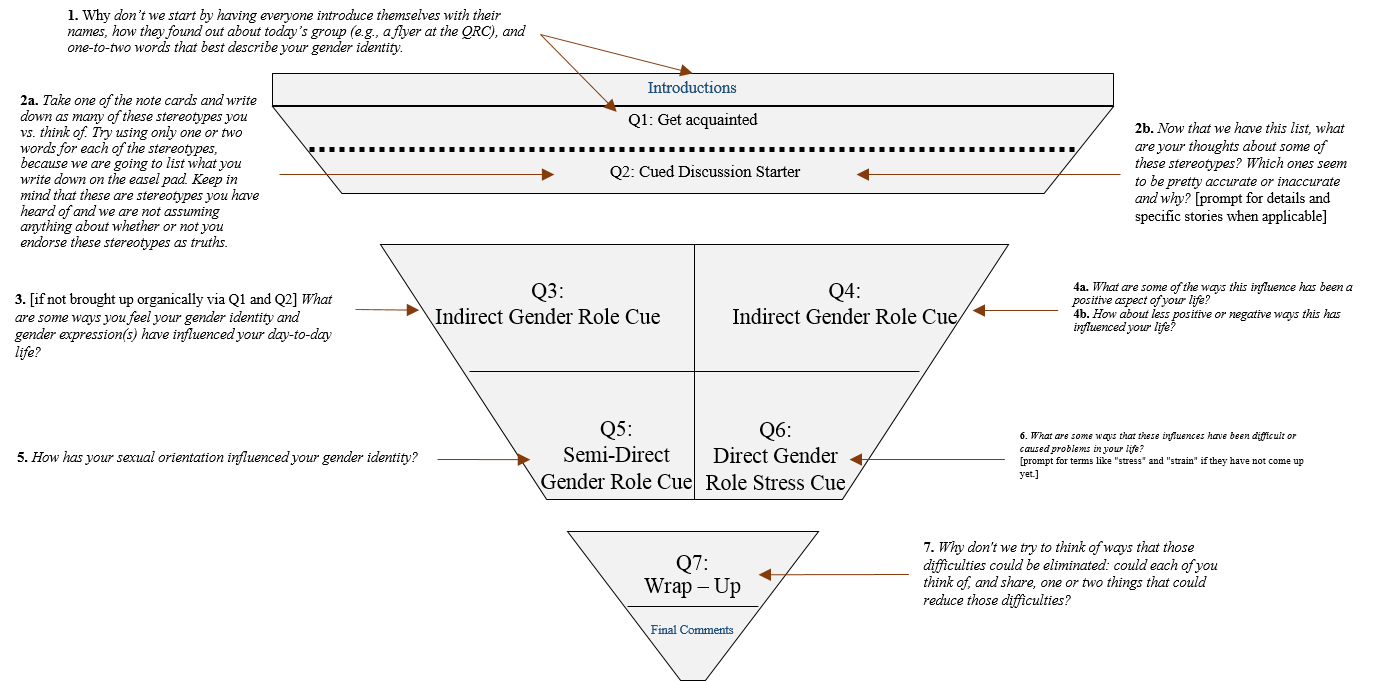 1. Why don't we start by having everyone introduce themselves with their
names, how they found out about today's group (e.g., a flyer at the QRC), and
one-to-two words that best describe your gender identity.
Introductions
Q1: Get acquainted
2a. Take one of the note cards and write
down as many of these stereotypes you
vs. think of. Try using only one or two
words for each of the stereotypes,
because we are going to list what you
write down on the easel pad. Keep in
mind that these are stereotypes you have
heard of and we are not assuming
anything about whether or not you
endorse these stereotypes as truths.
Q2: Cued Discussion Starter
2b. Now that we have this list, what
are your thoughts about some of
these stereotypes? Which ones seem
to be pretty accurate or inaccurate
and why? [prompt for details and
specific stories when applicable]
3. [if not brought up organically via Q1 and Q2] What
are some ways you feel your gender identity and
gender expression(s) have influenced your day-to-day
life?
Q3:
Indirect Gender Role Cue
Q4:
Indirect Gender Role Cue
4a. What are some of the ways this influence has been a
positive aspect of your life?
4b. How about less positive or negative ways this has
influenced your life?
5. How has your sexual orientation influenced your gender identity?
Q5:
Semi-Direct
Gender Role Cue
Q6:
Direct Gender
Role Stress Cue
6. What are some ways that these influences have been difficult or
caused problems in your life?
[prompt for terms like "stress" and "strain" if they have not come up
yet.]
Q7:
Wrap – Up
7. Why don't we try to think of ways that those
difficulties could be eliminated: could each of you
think of, and share, one or two things that could
reduce those difficulties?
Final Comments